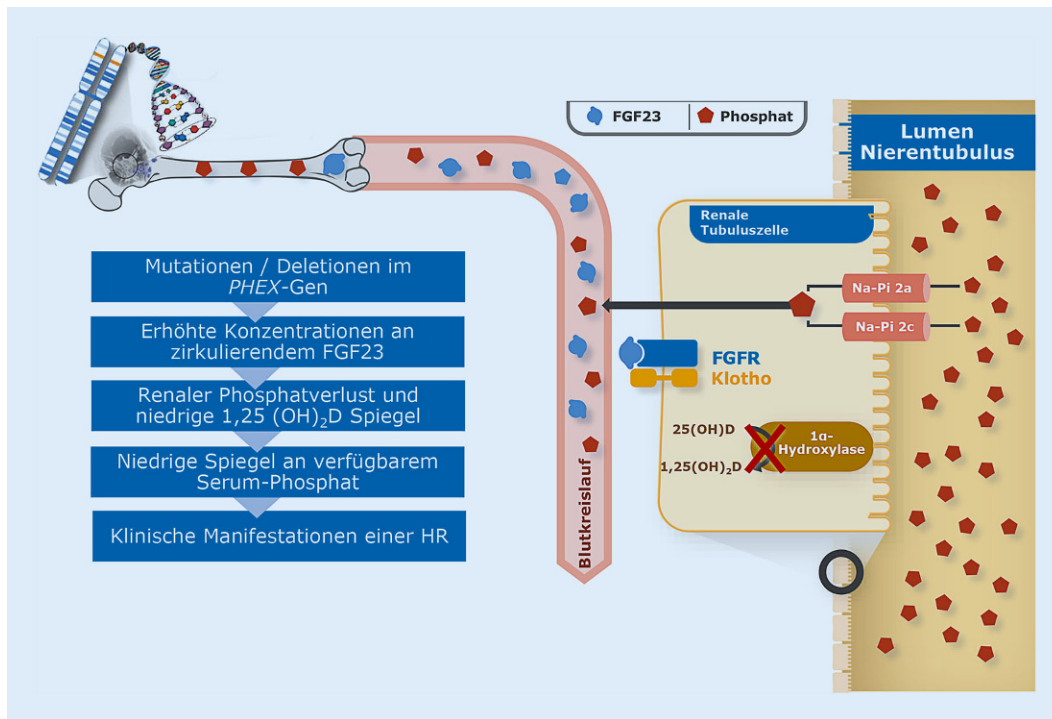 FGF23
Phosphat
Lumen
Nierentubulus
Renale
Tubuluszelle
Mutationen / Deletionen im
PHEX-Gen
Erhöhte Konzentrationen an
zirkulierendem FGF23
Renaler Phosphatverlust und
niedrige 1,25 (OH)₂D Spiegel
Niedrige Spiegel an verfügbarem
Serum-Phosphat
Klinische Manifestationen einer HR
Blutkreislauf
Na-Pi 2a
Na-Pi 2c
FGFR
Klotho
25(OH)D
1,25(OH)₂D
1α-
Hydroxylase